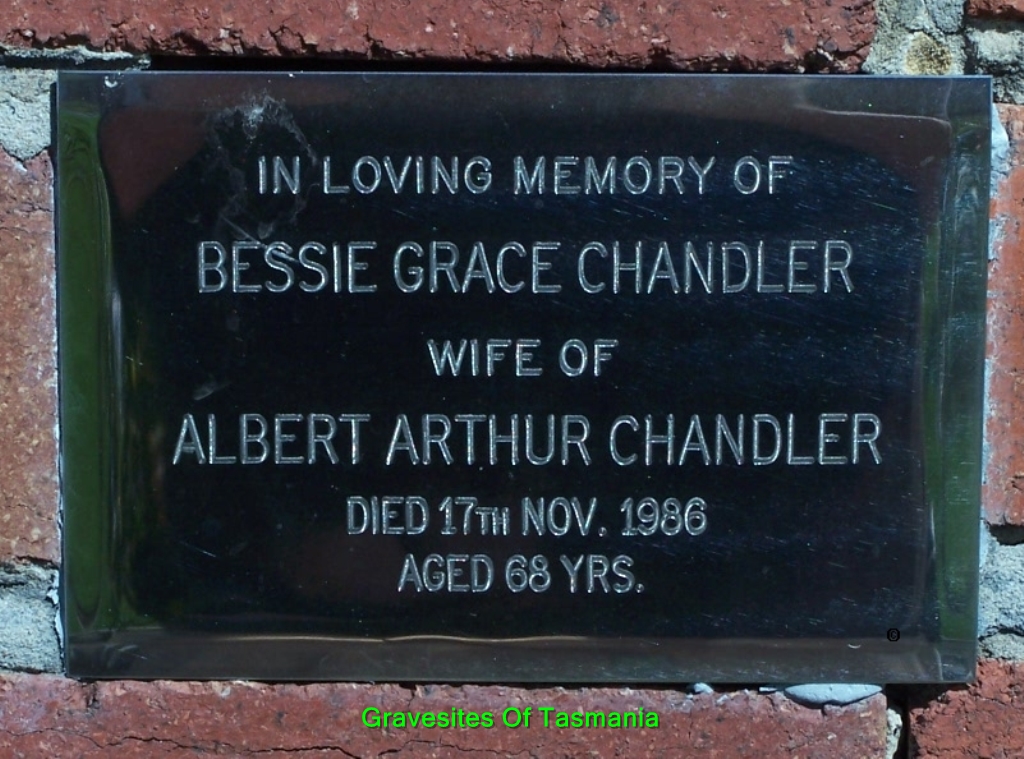 IN LOVING MEMORY OF
BESSIE GRACE CHANDLER
WIFE OF
ALBERT ARTHUR CHANDLER
DIED 17TH NOV. 1986
AGED 68 YRS.
©
Gravesites Of Tasmania